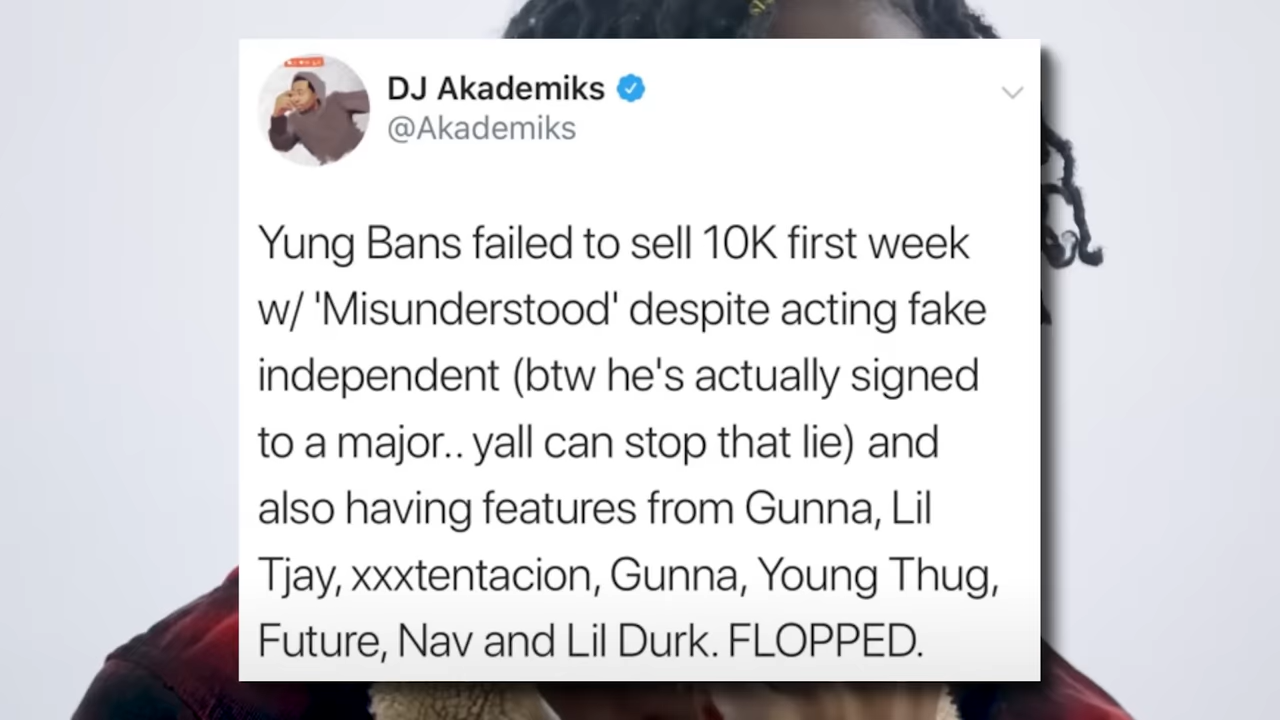 DJ Akademiks
@Akademiks
Yung Bans failed to sell 10K first week
w/ 'Misunderstood' despite acting fake
independent (btw he's actually signed
to a major.. yall can stop that lie) and
also having features from Gunna, Lil
Tjay, xxxtentacion, Gunna, Young Thug,
Future, Nav and Lil Durk. FLOPPED.